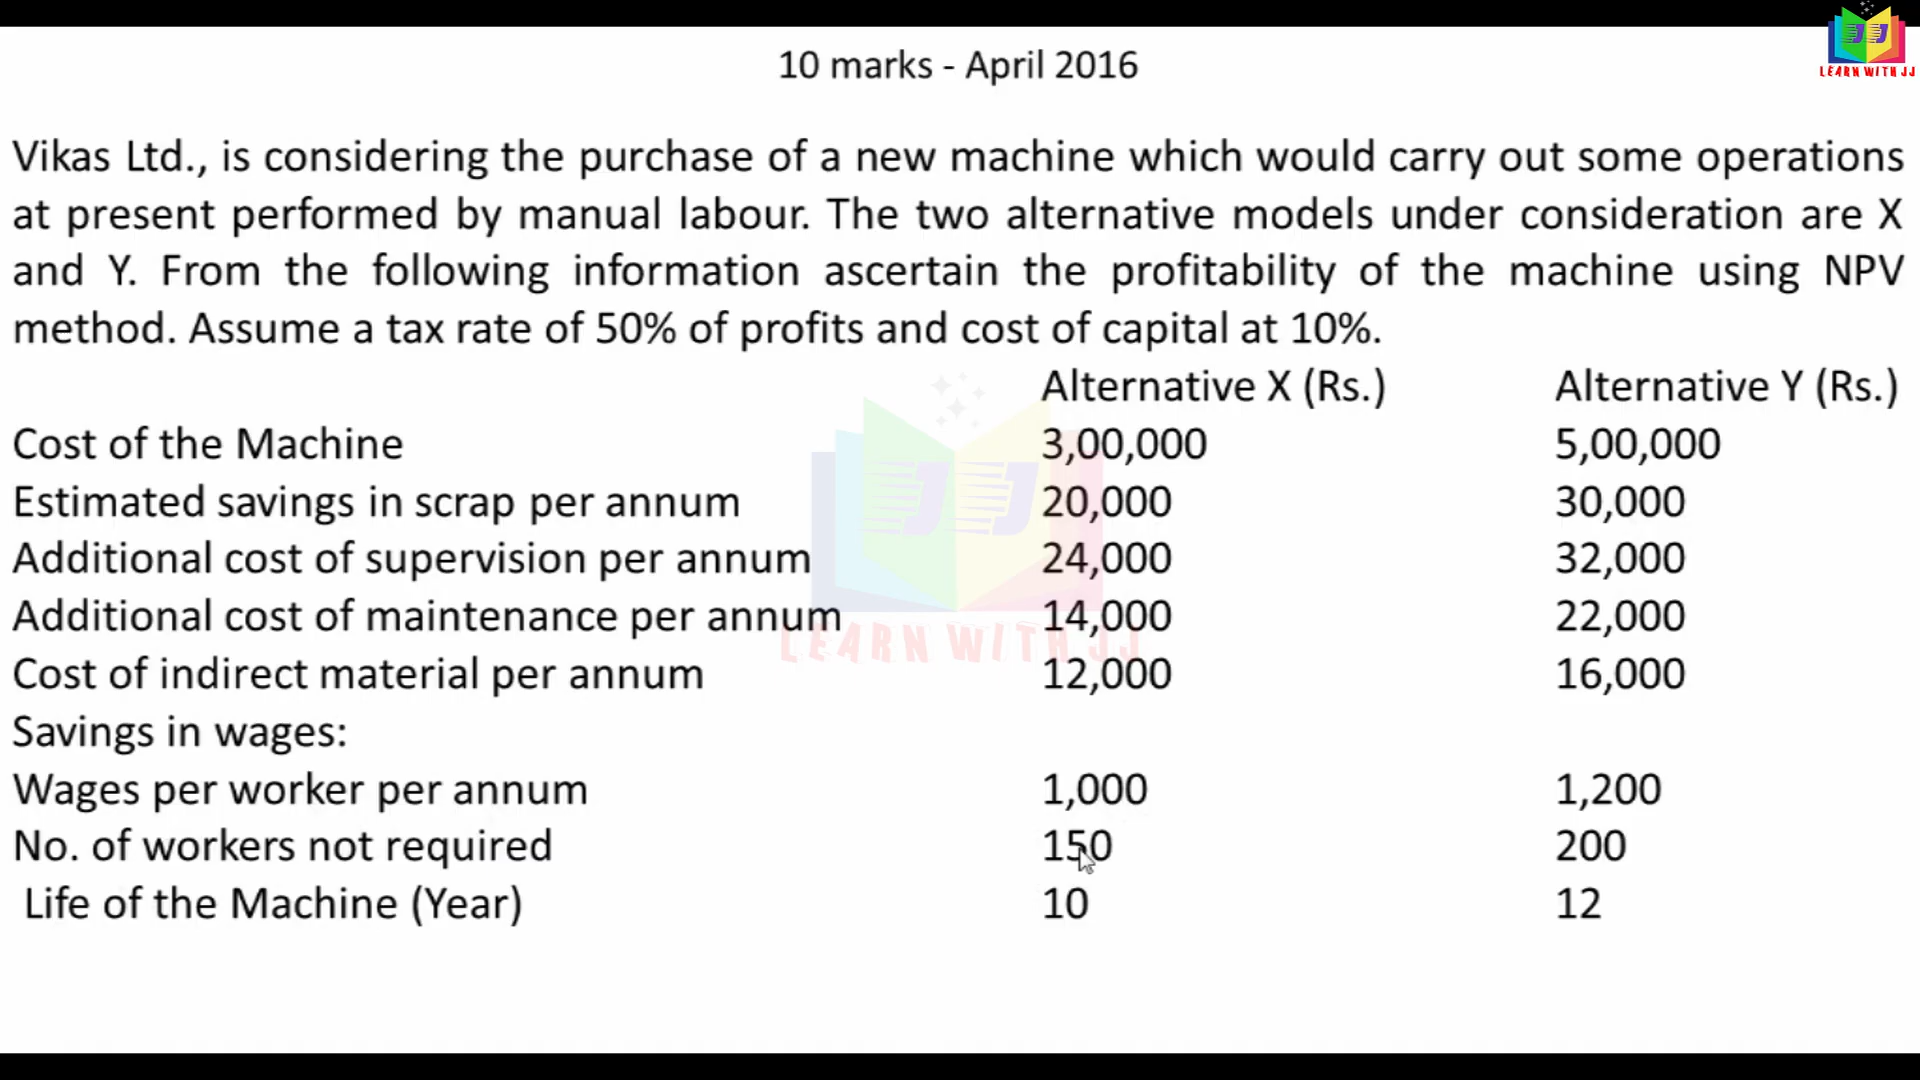 10 marks - April 2016
LEARN WITH JJ
Vikas Ltd., is considering the purchase of a new machine which would carry out some operations
at present performed by manual labour. The two alternative models under consideration are X
and Y. From the following information ascertain the profitability of the machine using NPV
method. Assume a tax rate of 50% of profits and cost of capital at 10%.
Alternative X (Rs.) Alternative Y (Rs.)
Cost of the Machine 3,00,000 5,00,000
Estimated savings in scrap per annum 20,000 30,000
Additional cost of supervision per annum 24,000 32,000
Additional cost of maintenance per annum 14,000 22,000
LEARN WITH JJ
Cost of indirect material per annum 12,000 16,000
Savings in wages:
Wages per worker per annum 1,000 1,200
No. of workers not required 150 200
Life of the Machine (Year) 10 12